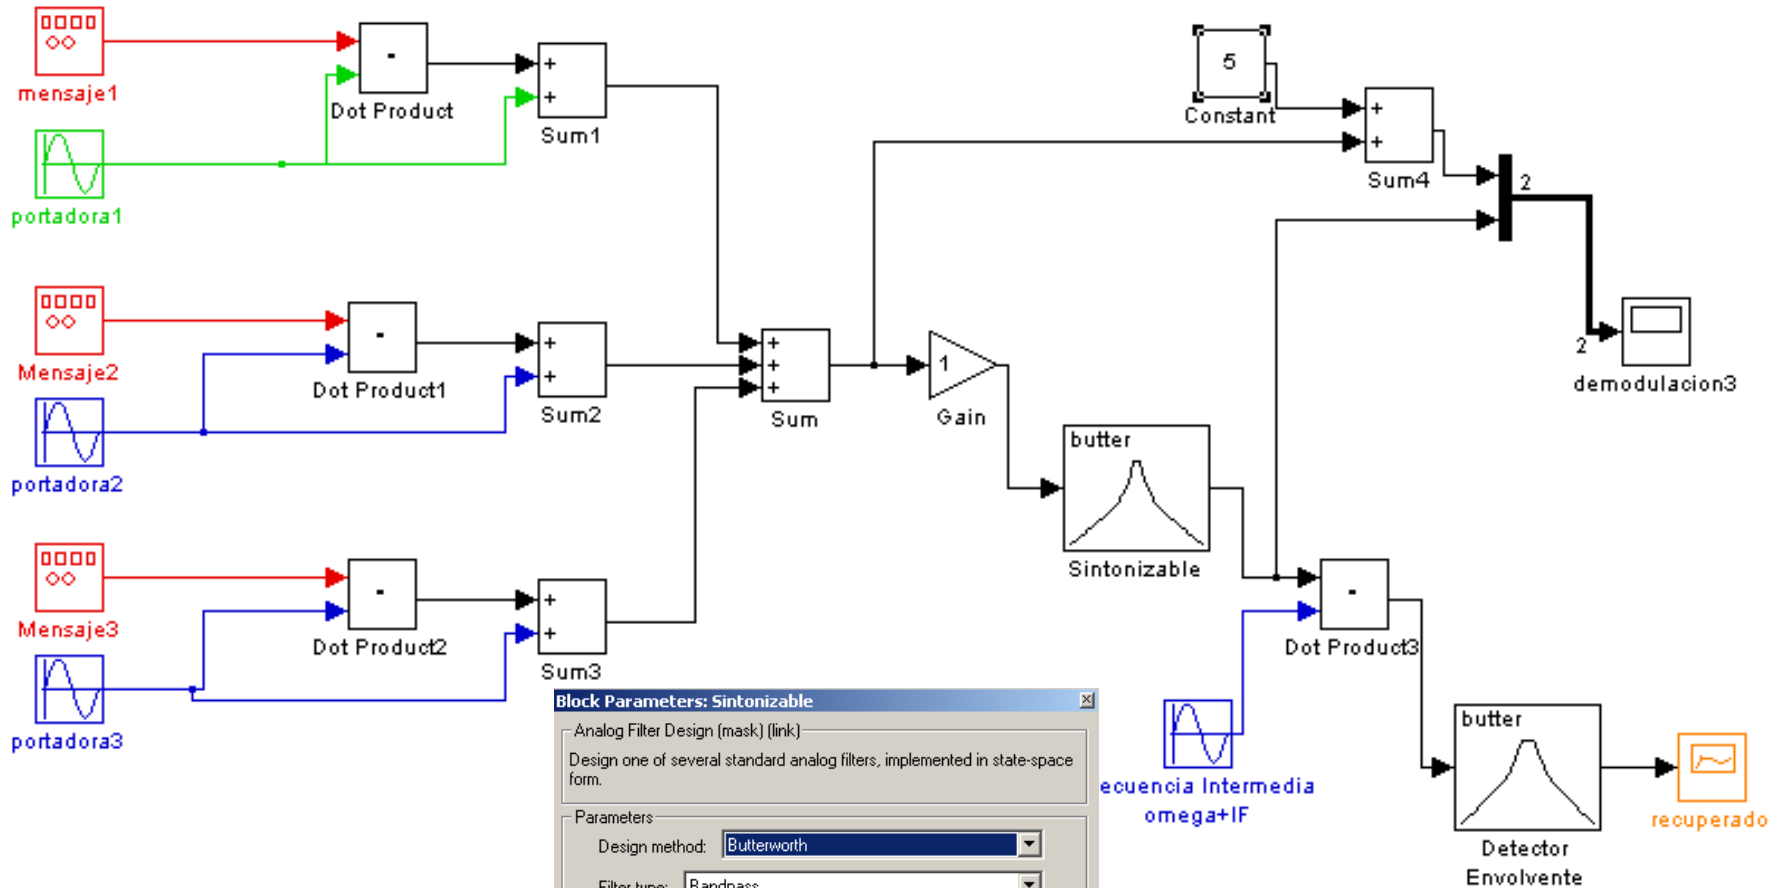 mensaje1
Dot Product
+
+
Sum1
portadora1
5
Constant
+
+
Sum4
2
2
demodulacion3
Mensaje2
Dot Product1
+
+
Sum2
portadora2
+
+
+
Sum
1
Gain
butter
Sintonizable
Mensaje3
Dot Product2
+
+
Sum3
portadora3
Dot Product3
ecuencia Intermedia
omega+IF
butter
Detector
Envolvente
recuperado
Block Parameters: Sintonizable
Analog Filter Design (mask) (link)
Design one of several standard analog filters, implemented in state-space
form.
Parameters
Design method: Butterworth
Filter type: Bandpass